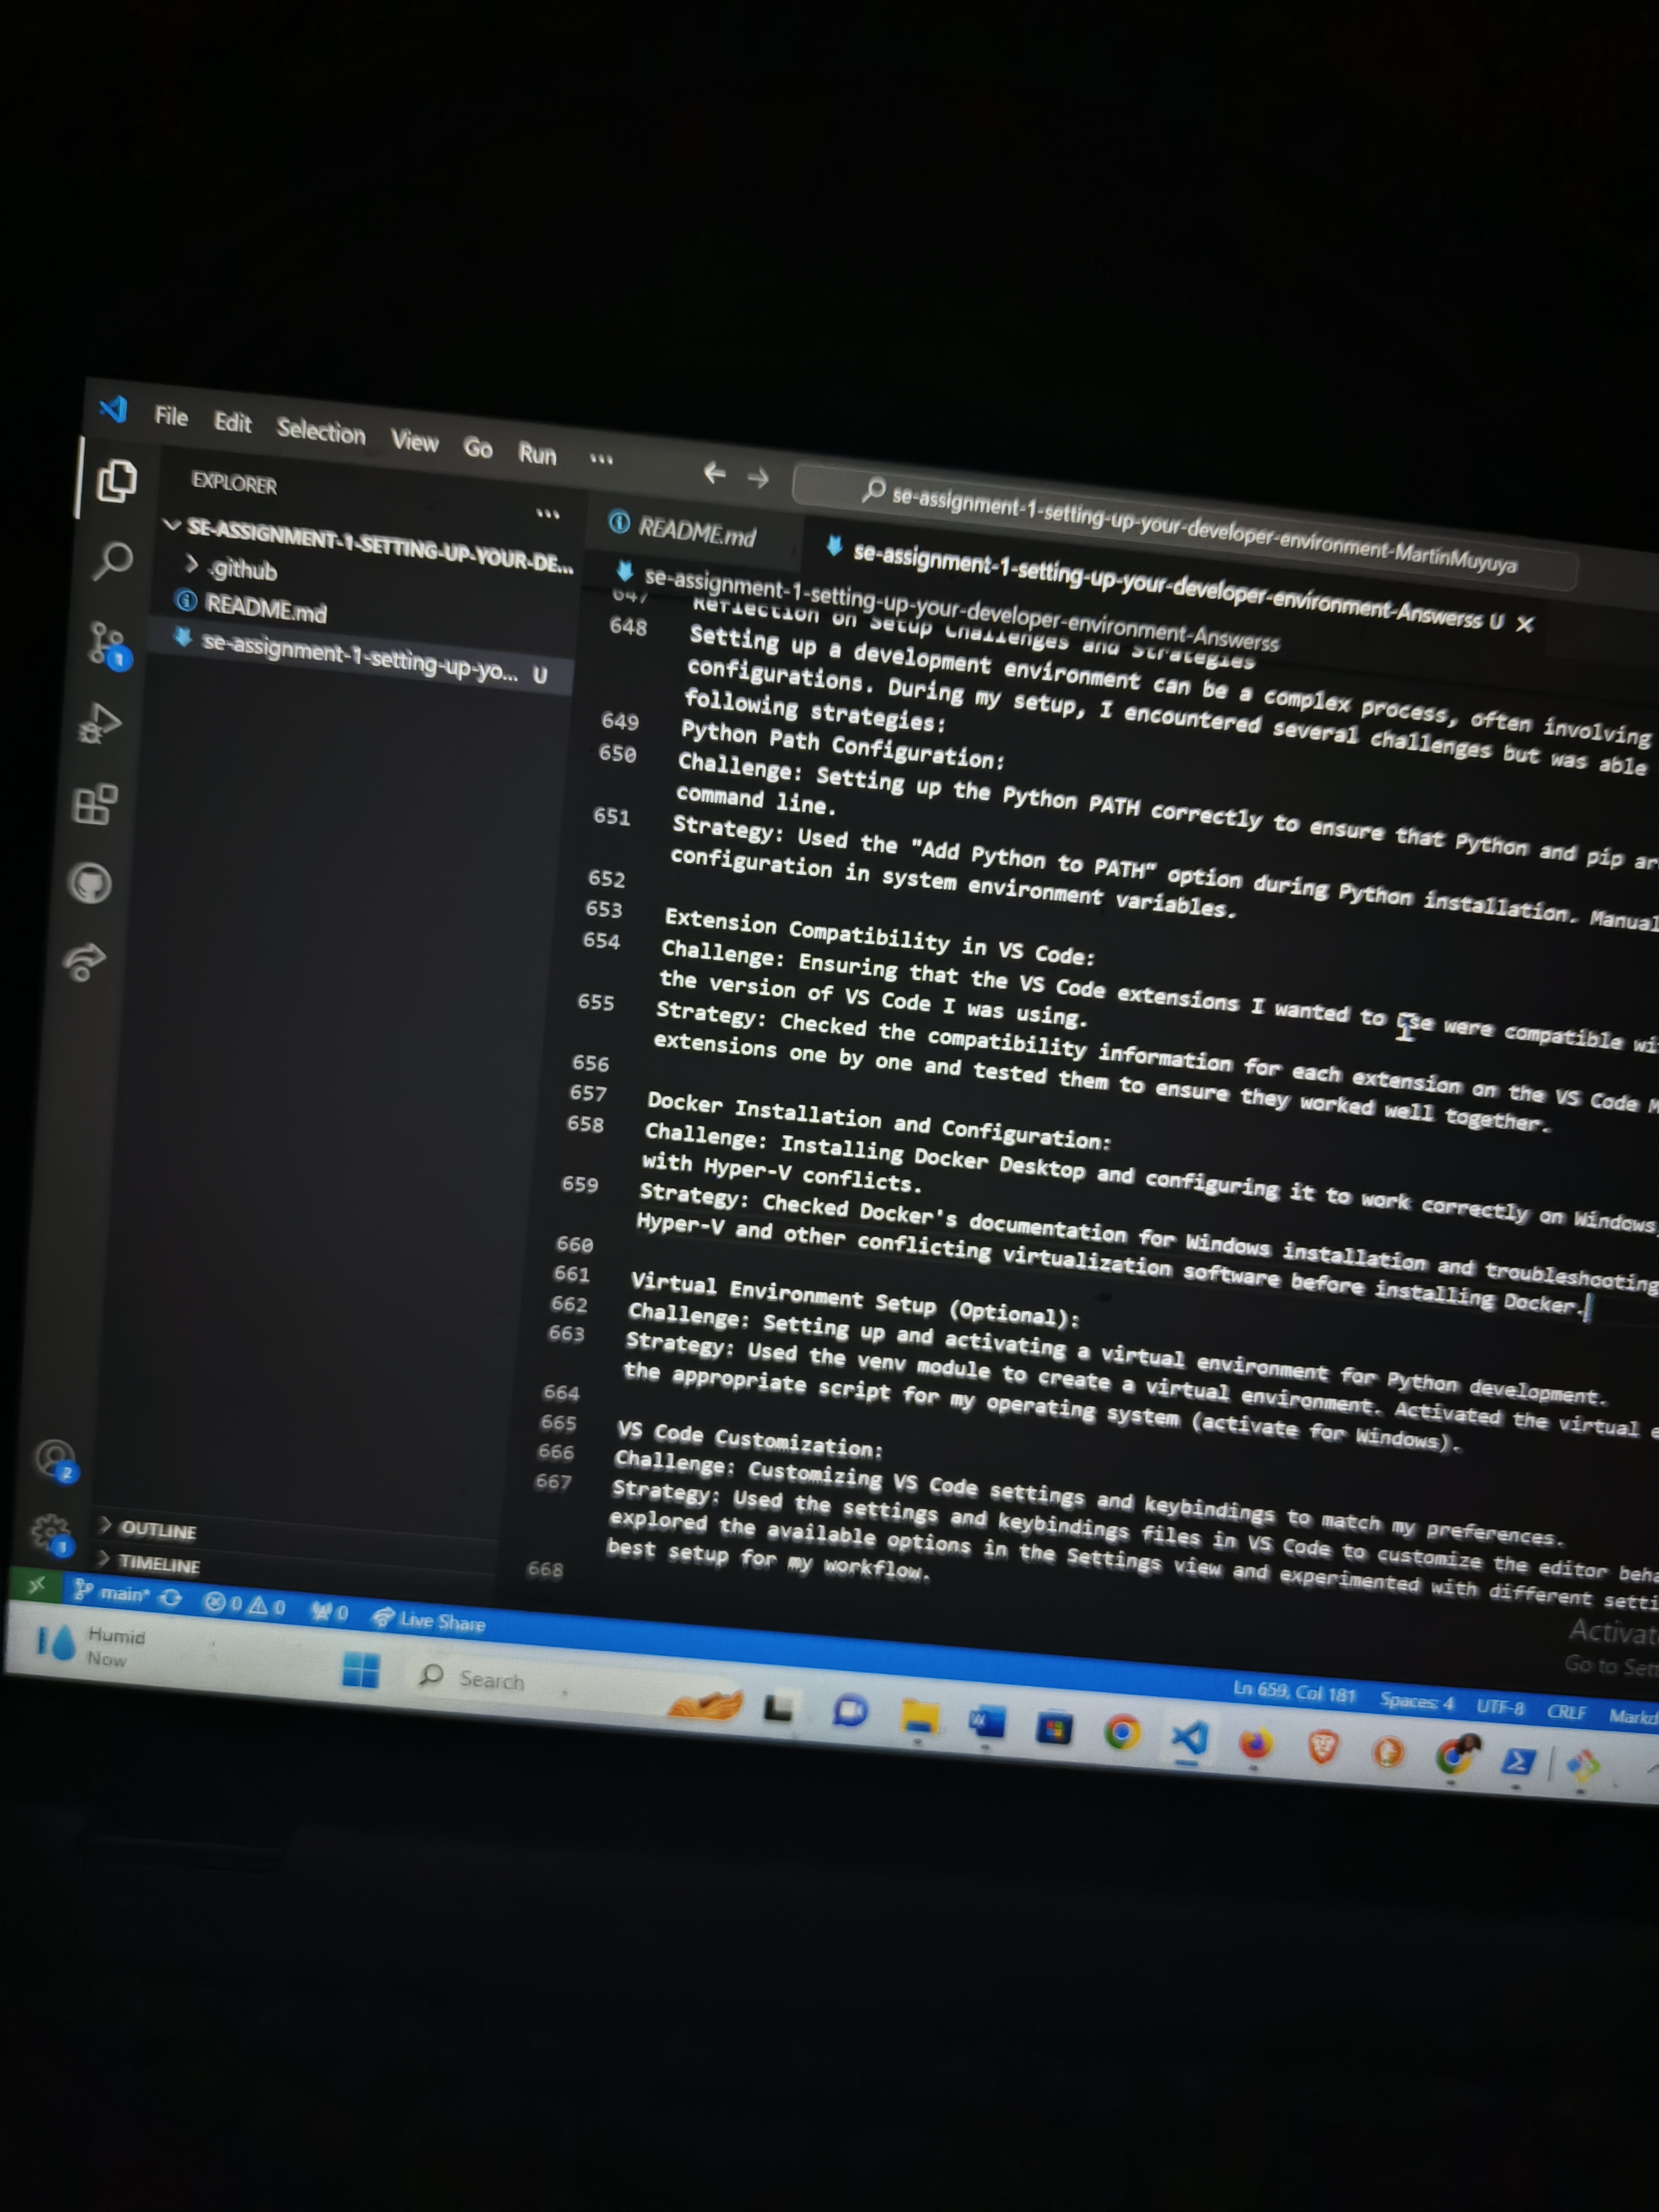 File Edit Selection View Go Run ...
se-assignment-1-setting-up-your-developer-environment-MartinMuyuya
EXPLORER ...
SE-ASSIGNMENT-1-SETTING-UP-YOUR-DE...
.github
README.md
se-assignment-1-setting-up-yo... U
1
README.md
se-assignment-1-setting-up-your-developer-environment-Answerss U
se-assignment-1-setting-up-your-developer-environment-Answerss
647 Reflection on Setup Challenges and Strategies
648 Setting up a development environment can be a complex process, often involving
configurations. During my setup, I encountered several challenges but was able
following strategies:
649 Python Path Configuration:
650 Challenge: Setting up the Python PATH correctly to ensure that Python and pip
command line.
651 Strategy: Used the "Add Python to PATH" option during Python installation.
configuration in system environment variables.
652
653 Extension Compatibility in VS Code:
654 Challenge: Ensuring that the VS Code extensions I wanted to use were compatible
the version of VS Code I was using.
655 Strategy: Checked the compatibility information for each extension on the VS Code M
extensions one by one and tested them to ensure they worked well together.
656
657 Docker Installation and Configuration:
658 Challenge: Installing Docker Desktop and configuring it to work correctly on Windows,
with Hyper-V conflicts.
659 Strategy: Checked Docker's documentation for Windows installation and troubleshooting
Hyper-V and other conflicting virtualization software before installing Docker.
660
661 Virtual Environment Setup (Optional):
662 Challenge: Setting up and activating a virtual environment for Python development.
663 Strategy: Used the venv module to create a virtual environment. Activated the virtual e
the appropriate script for my operating system (activate for Windows).
664
665 VS Code Customization:
666 Challenge: Customizing VS Code settings and keybindings to match my preferences.
667 Strategy: Used the settings and keybindings files in VS Code to customize the editor beha
explored the available options in the Settings view and experimented with different setti
best setup for my workflow.
668
2
1
OUTLINE
TIMELINE
Activat
Go to Sett
main* 0 0 0 Live Share
Ln 659, Col 181 Spaces: 4 UTF-8 CRLF Markd
Humid
Now
Search